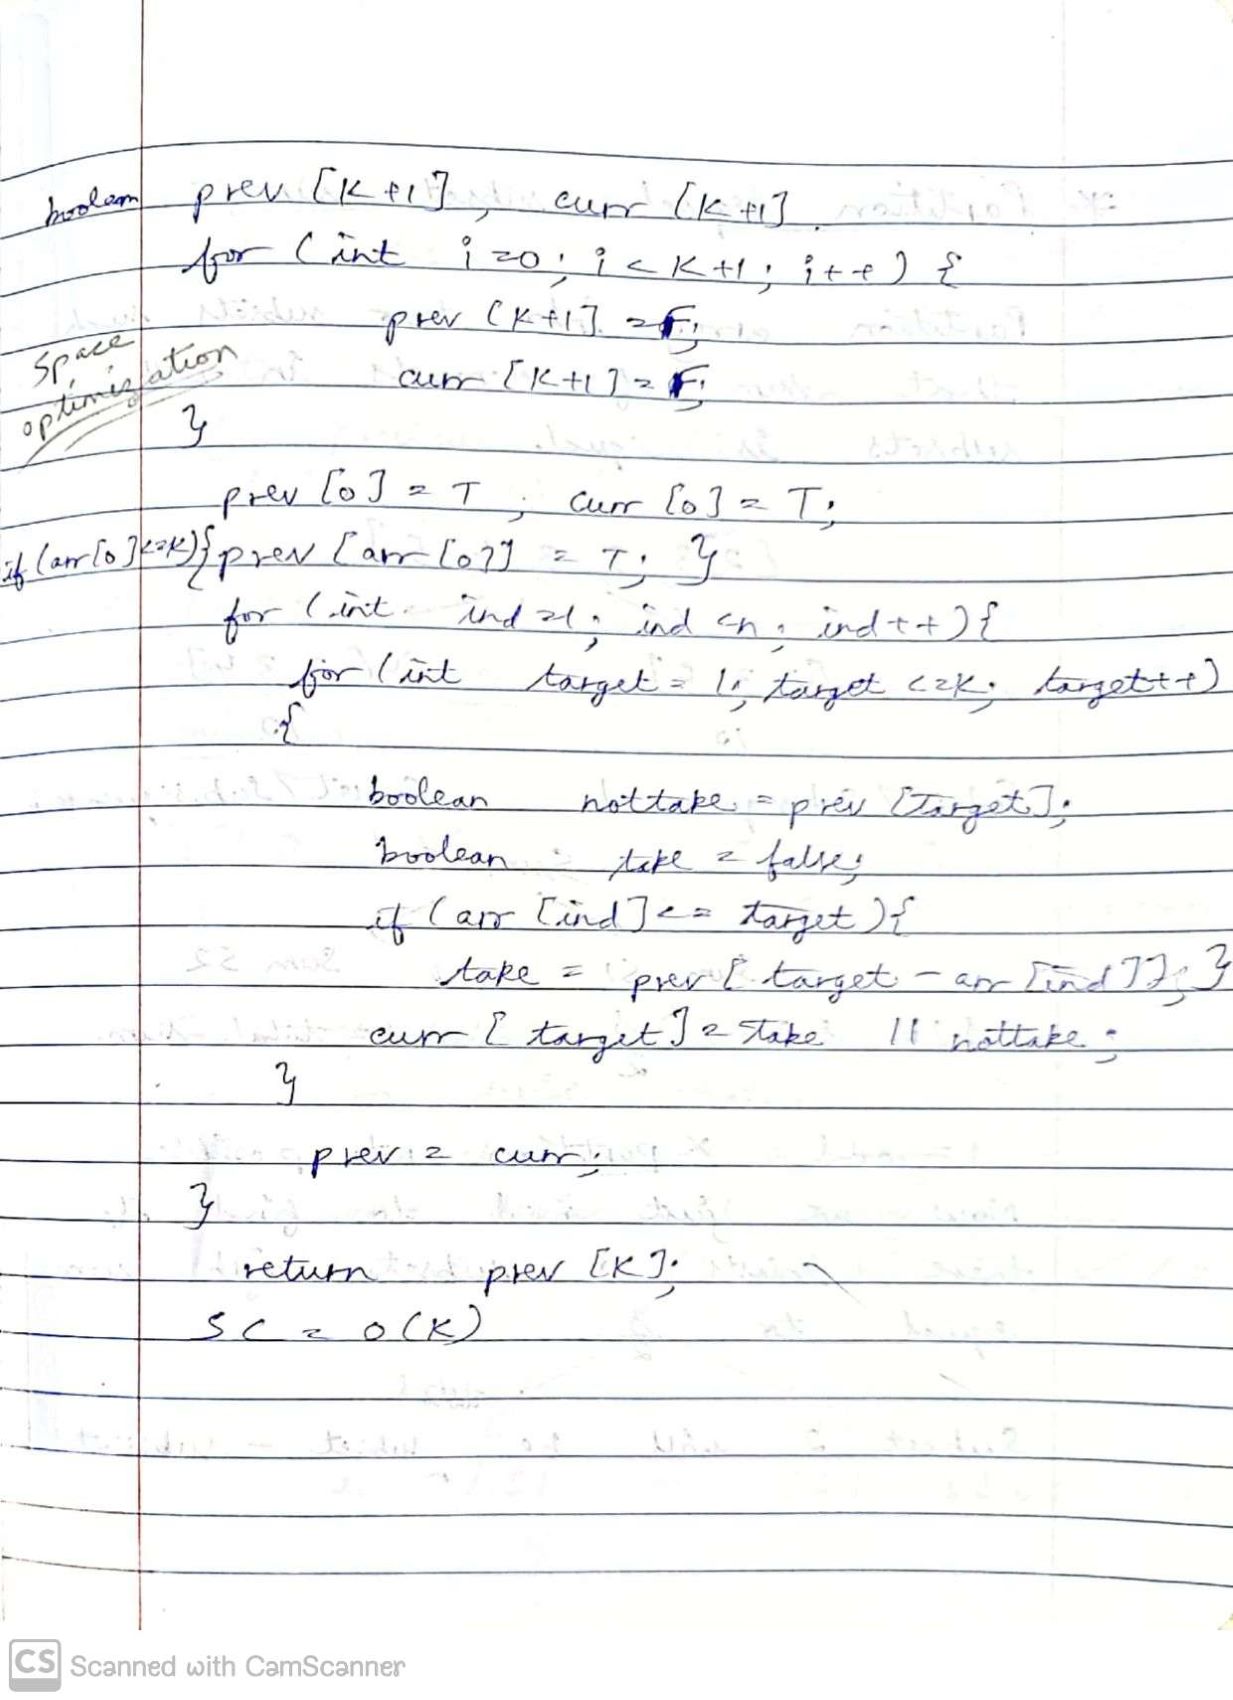 boolean prev [K+1], curr [K+1]
for (int i=0; i<K+1; i++) {
prev [K+1] = F;
curr [K+1] = F;
Space
optimization
}
prev [0] = T, curr [0] = T;
if (arr[0]<=K){ prev [arr [0]] = T; }
for (int ind=1; ind<n; ind++){
for (int target = 1; target <=K; target++)
{
boolean nottake = prev [target];
boolean take = false;
if (arr [ind] <= target){
take = prev [target - arr [ind]]; }
curr [target] = take || nottake;
}
prev = curr;
}
return prev [K];
SC = O(K)
CS Scanned with CamScanner